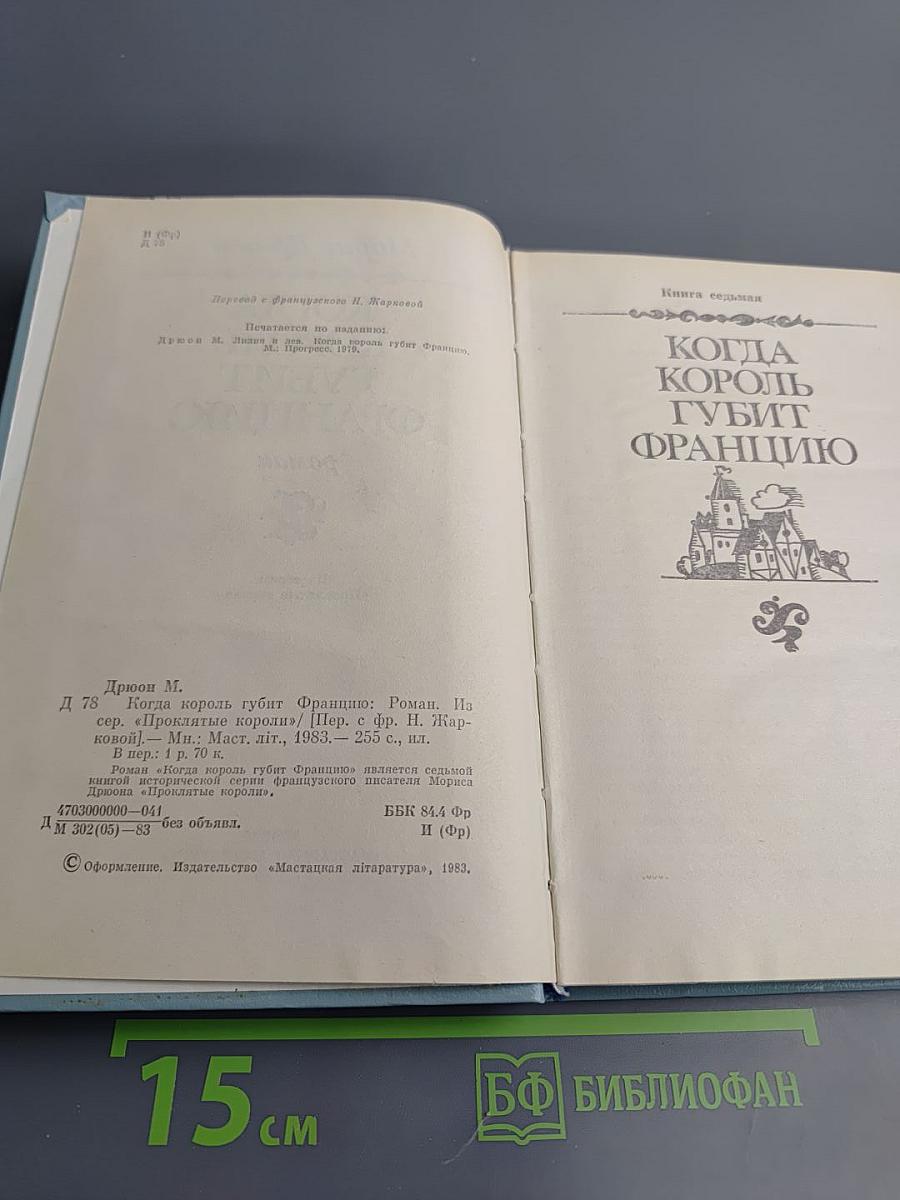 И (Фр)
Д 78
Перевод с французского Н. Жарковой
Печатается по изданию:
Дрюон М. Лилия и лев. Когда король губит Францию.
М.: Прогресс. 1979.
Дрюон М.
Д 78 Когда король губит Францию: Роман. Из
сер. «Проклятые короли»/ [Пер. с фр. Н. Жар-
ковой].— Мн.: Маст. літ., 1983.— 255 с., ил.
В пер.: 1 р. 70 к.
Роман «Когда король губит Францию» является седьмой
книгой исторической серии французского писателя Мориса
Дрюона «Проклятые короли».
4703000000—041
Д М 302(05)—83 без объявл.
ББК 84.4 Фр
И (Фр)
© Оформление. Издательство «Мастацкая літаратура», 1983.
Книга седьмая
КОГДА
КОРОЛЬ
ГУБИТ
ФРАНЦИЮ
15 см
БФ БИБЛИОФАН